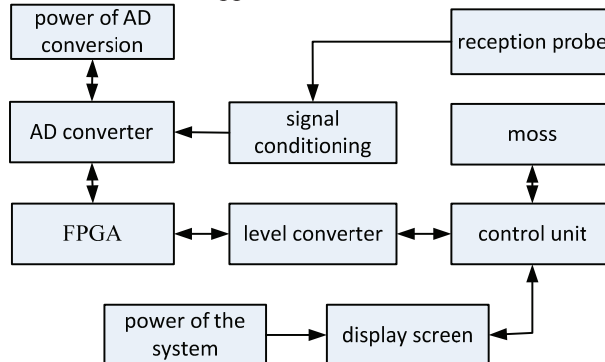 power of AD
conversion
reception probe
AD converter
signal
conditioning
moss
FPGA
level converter
control unit
power of the
system
display screen